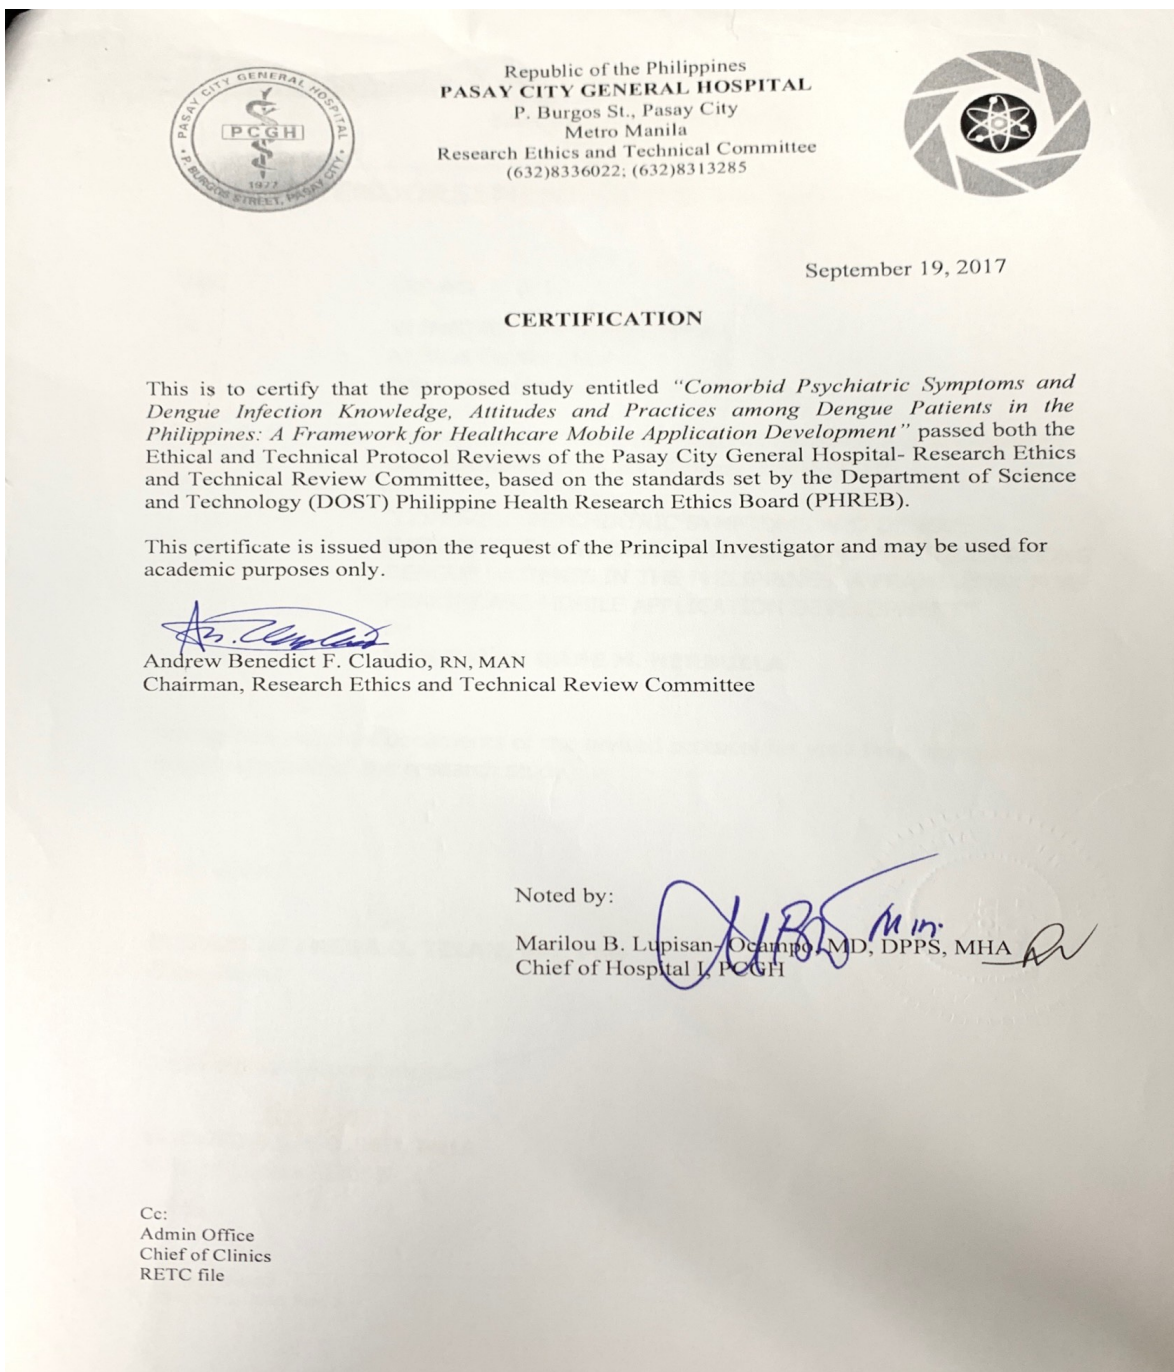 PASAY CITY GENERAL HOSPITAL
PCGH
1977
P. BURGOS STREET, PASAY CITY
Republic of the Philippines
PASAY CITY GENERAL HOSPITAL
P. Burgos St., Pasay City
Metro Manila
Research Ethics and Technical Committee
(632)8336022; (632)8313285
September 19, 2017
CERTIFICATION
This is to certify that the proposed study entitled “Comorbid Psychiatric Symptoms and
Dengue Infection Knowledge, Attitudes and Practices among Dengue Patients in the
Philippines: A Framework for Healthcare Mobile Application Development” passed both the
Ethical and Technical Protocol Reviews of the Pasay City General Hospital- Research Ethics
and Technical Review Committee, based on the standards set by the Department of Science
and Technology (DOST) Philippine Health Research Ethics Board (PHREB).
This certificate is issued upon the request of the Principal Investigator and may be used for
academic purposes only.
Andrew Benedict F. Claudio, RN, MAN
Chairman, Research Ethics and Technical Review Committee
Noted by:
Marilou B. Lupisan-Ocampo, MD, DPPS, MHA
Chief of Hospital I, PCGH
Cc:
Admin Office
Chief of Clinics
RETC file